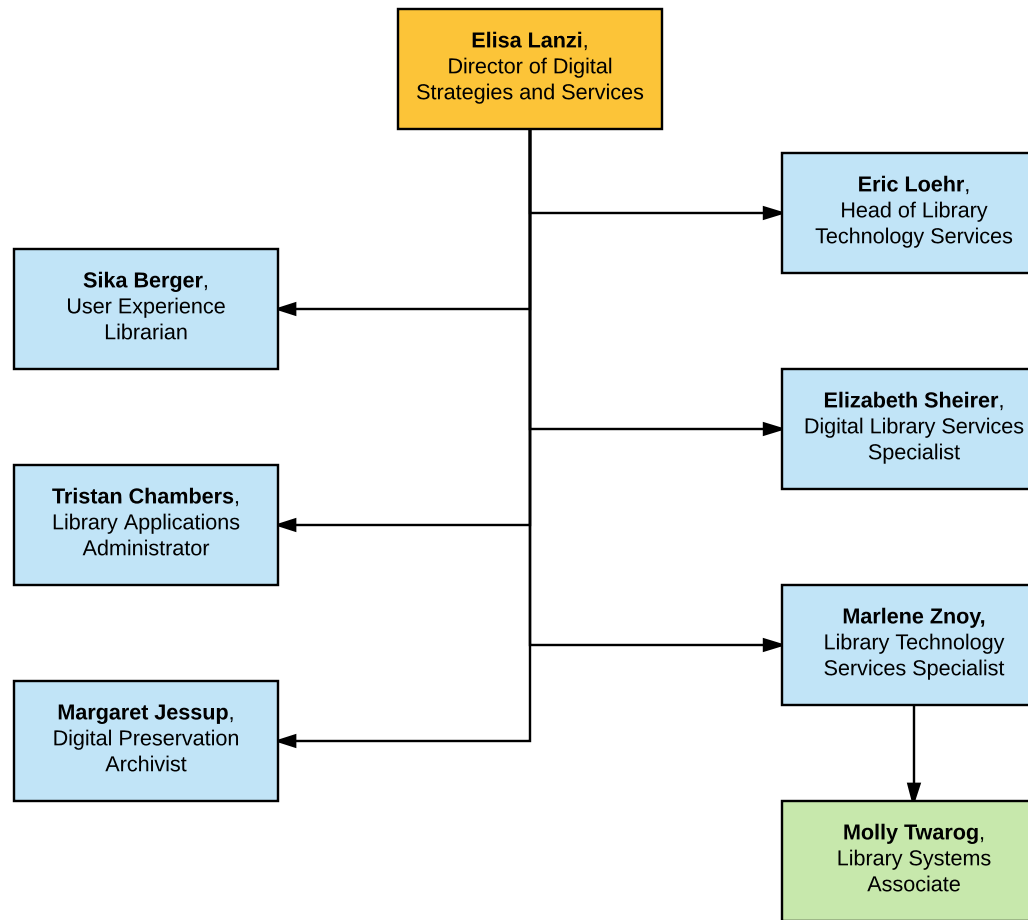 Elisa Lanzi,
Director of Digital
Strategies and Services
Eric Loehr,
Head of Library
Technology Services
Sika Berger,
User Experience
Librarian
Elizabeth Sheirer,
Digital Library Services
Specialist
Tristan Chambers,
Library Applications
Administrator
Marlene Znoy,
Library Technology
Services Specialist
Margaret Jessup,
Digital Preservation
Archivist
Molly Twarog,
Library Systems
Associate